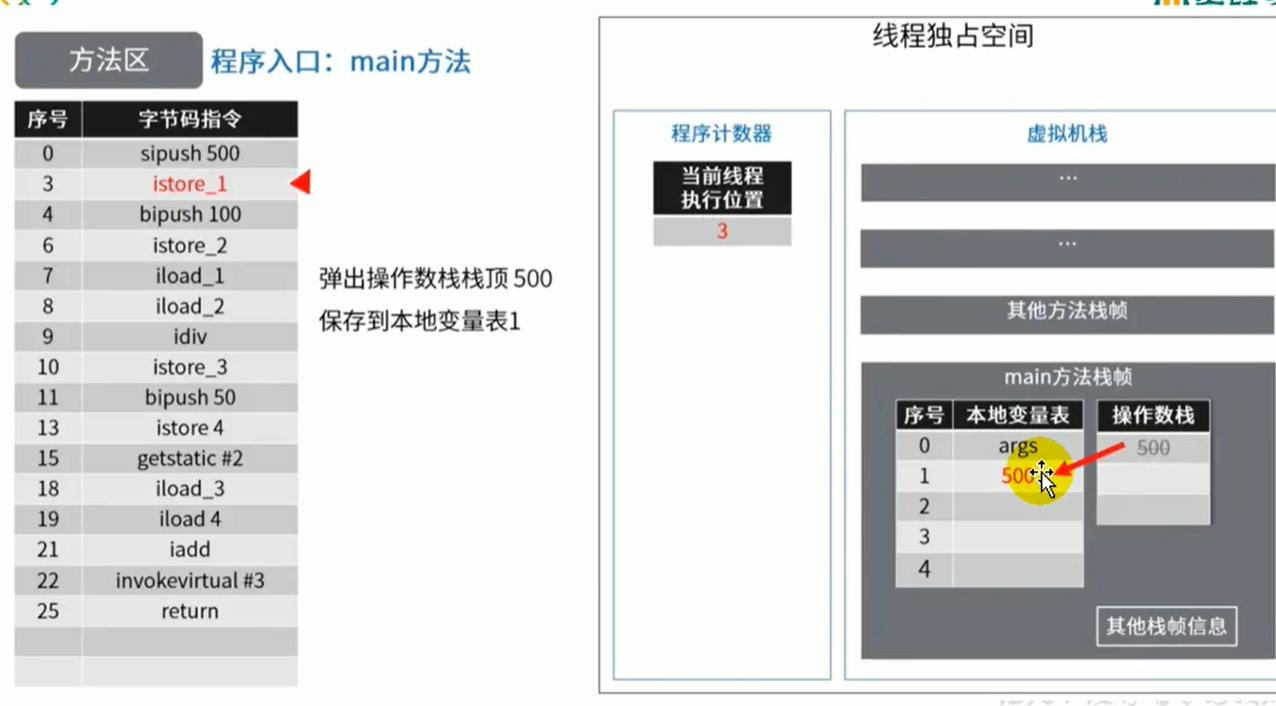 方法区
程序入口：main方法
序号 字节码指令
0 sipush 500
3 istore_1
4 bipush 100
6 istore_2
7 iload_1
8 iload_2
9 idiv
10 istore_3
11 bipush 50
13 istore 4
15 getstatic #2
18 iload_3
19 iload 4
21 iadd
22 invokevirtual #3
25 return
弹出操作数栈栈顶 500
保存到本地变量表1
线程独占空间
程序计数器
当前线程
执行位置
3
虚拟机栈
...
...
其他方法栈帧
main方法栈帧
序号 本地变量表
0 args
1 500
2
3
4
操作数栈
500
其他栈帧信息